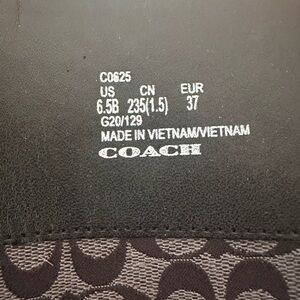 C0625
US CN EUR
6.5B 235(1.5) 37
G20/129
MADE IN VIETNAM/VIETNAM
COACH